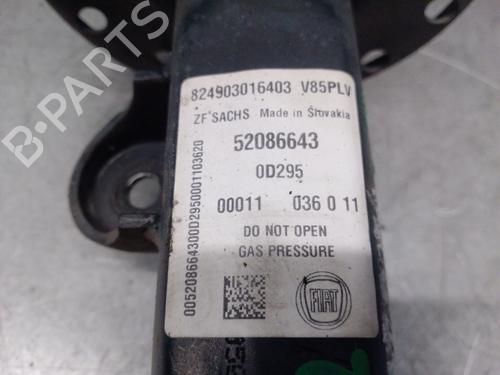 824903016403 V85PLV
ZF SACHS Made in Slovakia
52086643
0D295
00011 036 0 11
DO NOT OPEN
GAS PRESSURE
FIAT
005208664300D2950001103620
B-PARTS